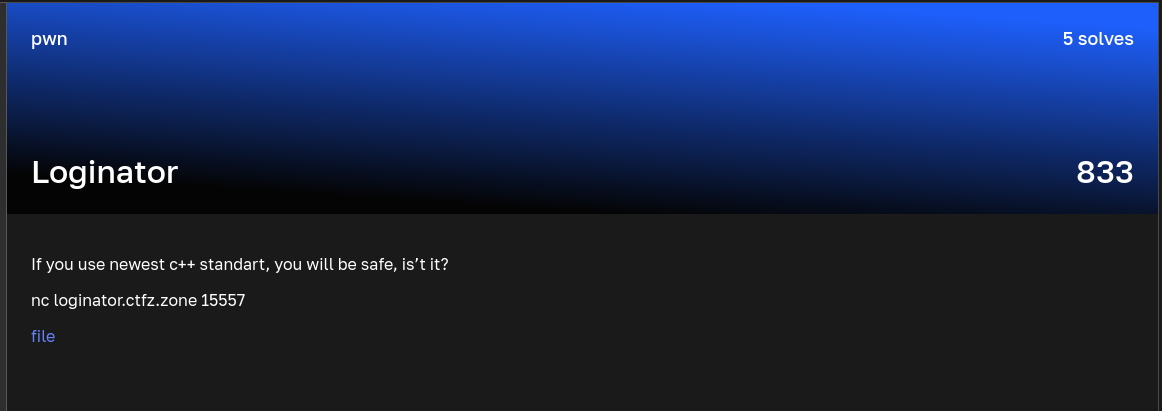 pwn
5 solves
Loginator
833
If you use newest c++ standart, you will be safe, is’t it?
nc loginator.ctfz.zone 15557
file